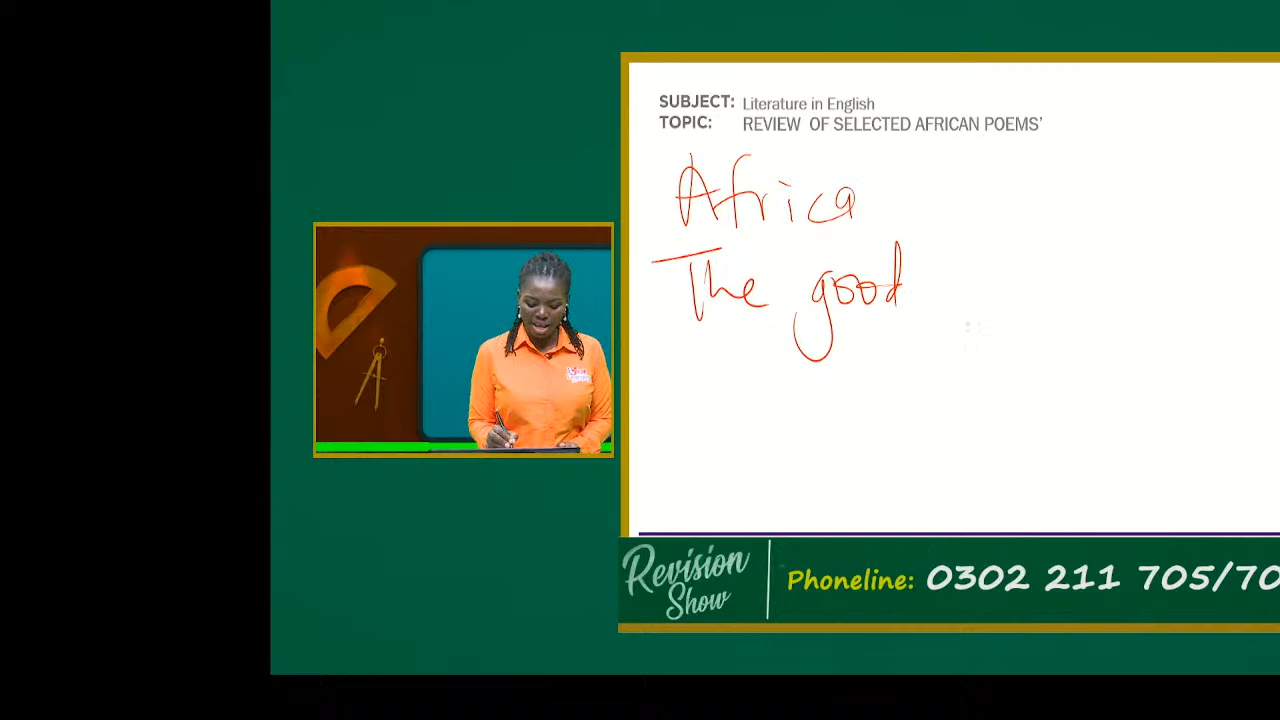 SUBJECT: Literature in English
TOPIC: REVIEW OF SELECTED AFRICAN POEMS'
Africa
The good
Revision
Show
Phoneline: 0302 211 705/70